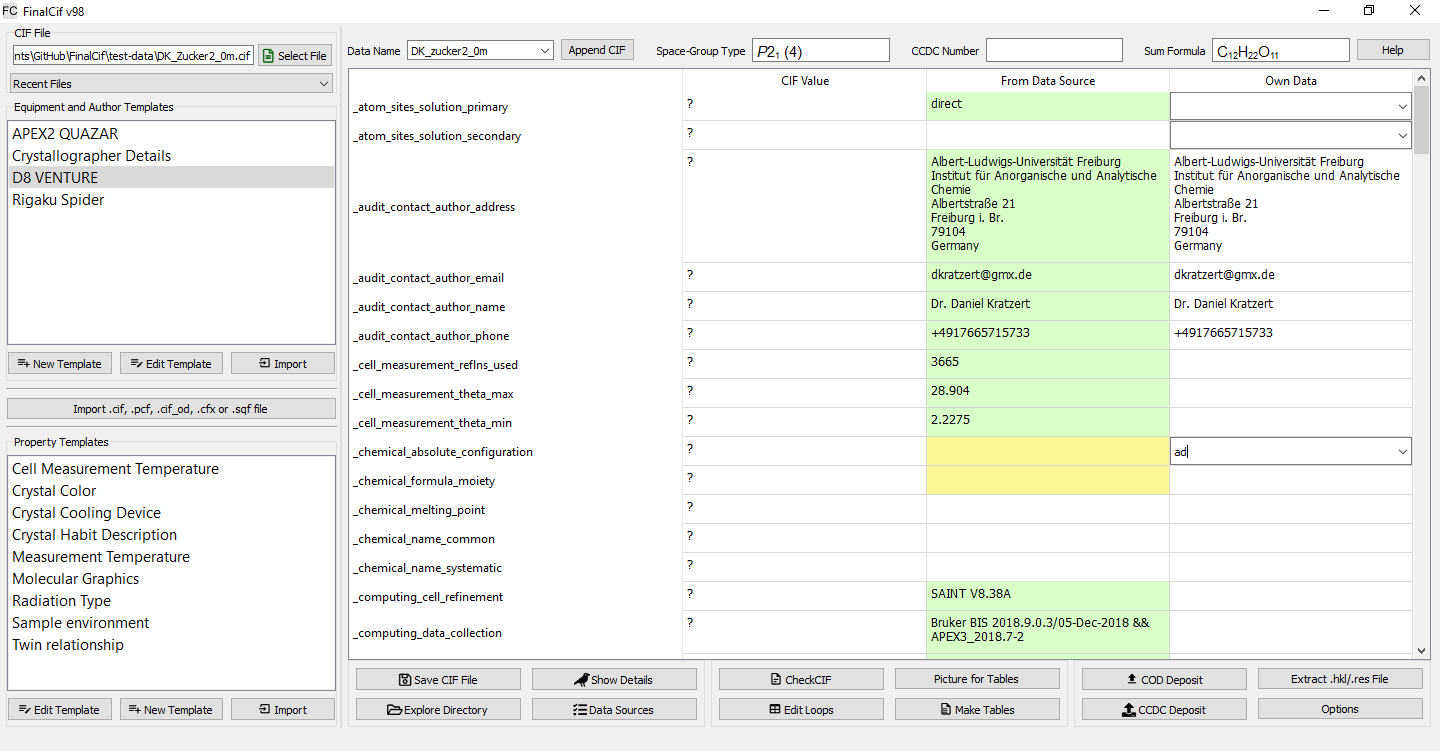 FC FinalCif v98
CIF File
nts\GitHub\FinalCif\test-data\DK_Zucker2_0m.cif Select File
Recent Files
Equipment and Author Templates
APEX2 QUAZAR
Crystallographer Details
D8 VENTURE
Rigaku Spider
New Template Edit Template Import
Import .cif, .pcf, .cif_od, .cfx or .sqf file
Property Templates
Cell Measurement Temperature
Crystal Color
Crystal Cooling Device
Crystal Habit Description
Measurement Temperature
Molecular Graphics
Radiation Type
Sample environment
Twin relationship
Edit Template New Template Import
Data Name DK_zucker2_0m Append CIF Space-Group Type P2₁ (4) CCDC Number Sum Formula C₁₂H₂₂O₁₁ Help
CIF Value From Data Source Own Data
_atom_sites_solution_primary ? direct
_atom_sites_solution_secondary ?
_audit_contact_author_address ?
Albert-Ludwigs-Universität Freiburg
Institut für Anorganische und Analytische
Chemie
Albertstraße 21
Freiburg i. Br.
79104
Germany
Albert-Ludwigs-Universität Freiburg
Institut für Anorganische und Analytische
Chemie
Albertstraße 21
Freiburg i. Br.
79104
Germany
_audit_contact_author_email ? dkratzert@gmx.de dkratzert@gmx.de
_audit_contact_author_name ? Dr. Daniel Kratzert Dr. Daniel Kratzert
_audit_contact_author_phone ? +4917665715733 +4917665715733
_cell_measurement_reflns_used ? 3665
_cell_measurement_theta_max ? 28.904
_cell_measurement_theta_min ? 2.2275
_chemical_absolute_configuration ? ad
_chemical_formula_moiety ?
_chemical_melting_point ?
_chemical_name_common ?
_chemical_name_systematic ?
_computing_cell_refinement ? SAINT V8.38A
_computing_data_collection ? Bruker BIS 2018.9.0.3/05-Dec-2018 &&
APEX3_2018.7-2
Save CIF File Show Details CheckCIF Picture for Tables COD Deposit Extract .hkl/.res File
Explore Directory Data Sources Edit Loops Make Tables CCDC Deposit Options